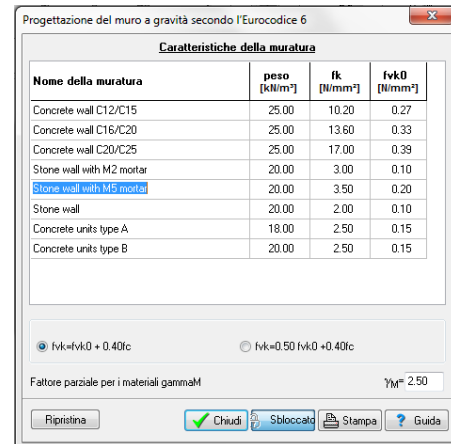 Progettazione del muro a gravità secondo l'Eurocodice 6
Caratteristiche della muratura
Nome della muratura peso [kN/m³] fk [N/mm²] fvk0 [N/mm²]
Concrete wall C12/C15 25.00 10.20 0.27
Concrete wall C16/C20 25.00 13.60 0.33
Concrete wall C20/C25 25.00 17.00 0.39
Stone wall with M2 mortar 20.00 3.00 0.10
Stone wall with M5 mortar 20.00 3.50 0.20
Stone wall 20.00 2.00 0.10
Concrete units type A 18.00 2.50 0.15
Concrete units type B 20.00 2.50 0.15
fvk=fvk0 + 0.40fc fvk=0.50 fvk0 +0.40fc
Fattore parziale per i materiali gammaM γM= 2.50
Ripristina Chiudi Sbloccato Stampa ? Guida